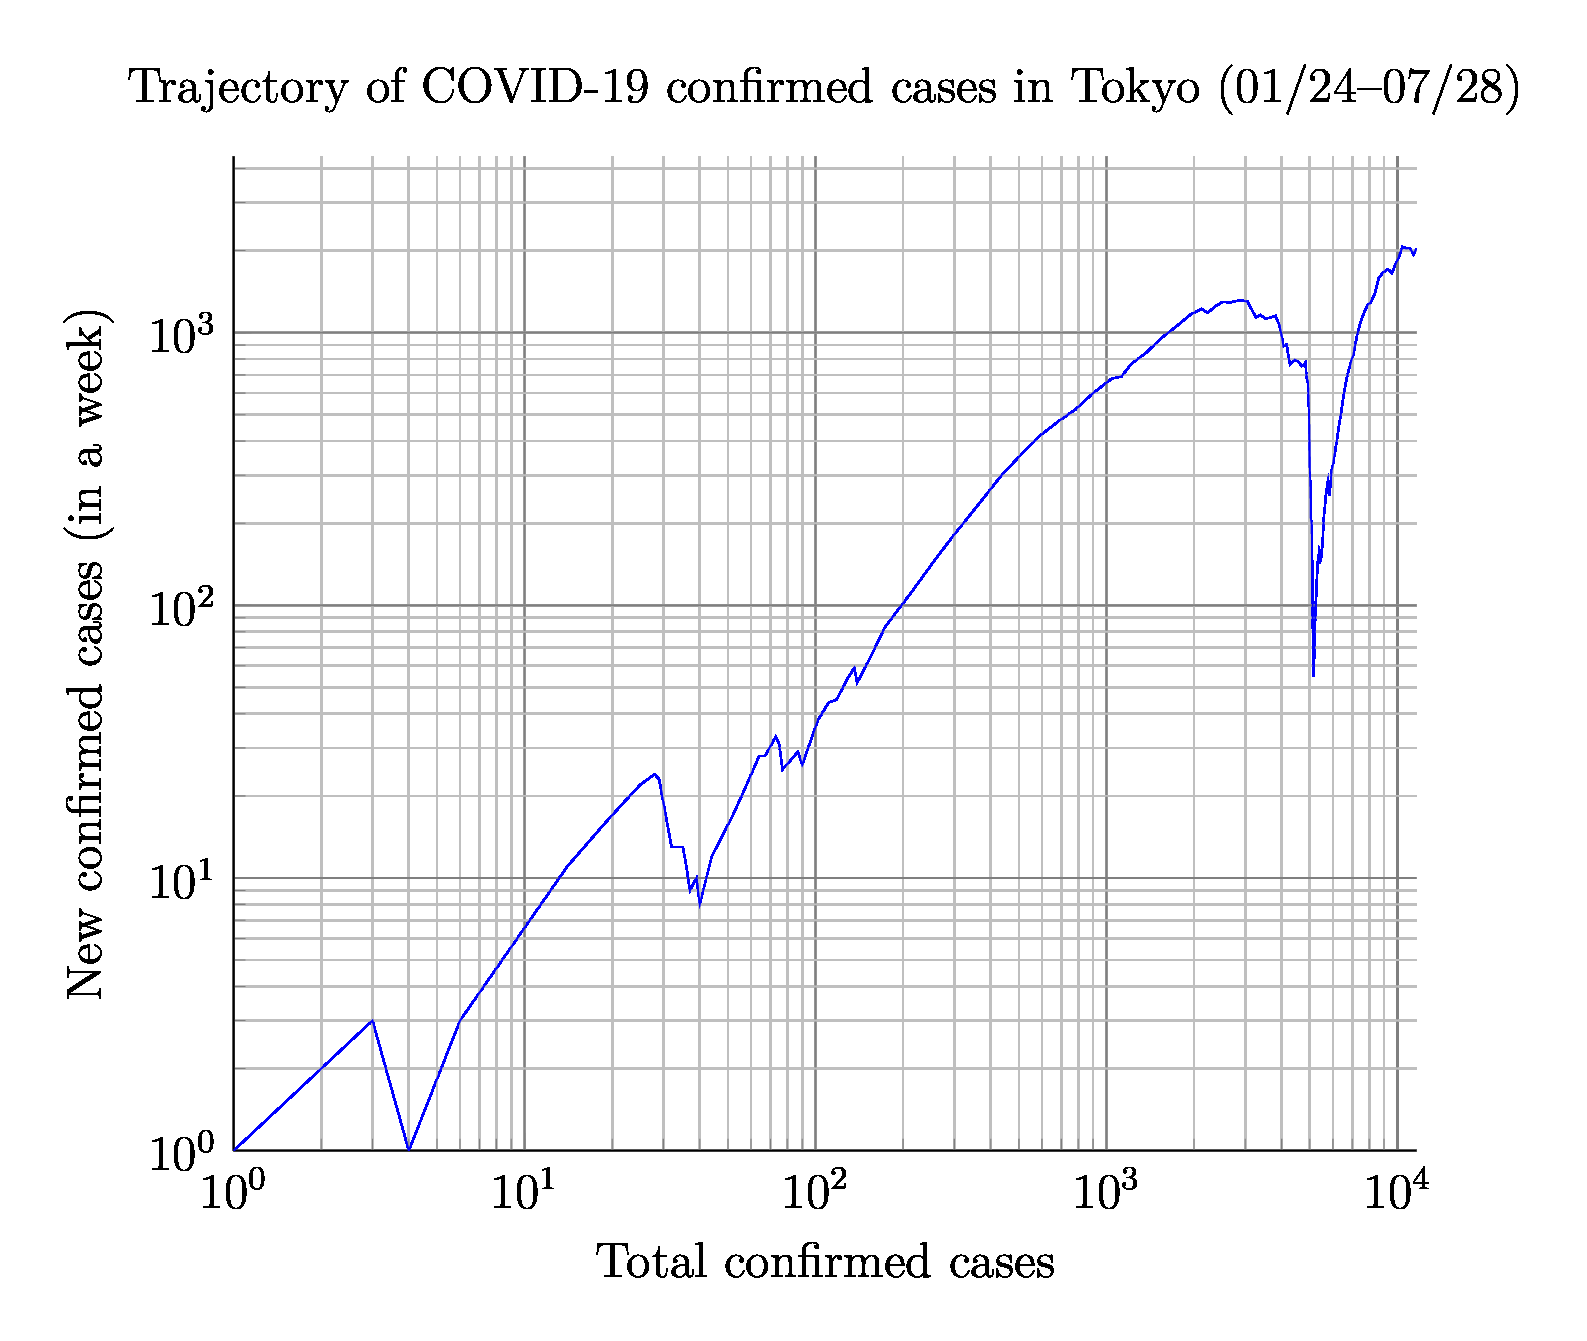 Trajectory of COVID-19 confirmed cases in Tokyo (01/24–07/28)
New confirmed cases (in a week)
10³
10²
10¹
10⁰
10⁰ 10¹ 10² 10³ 10⁴
Total confirmed cases